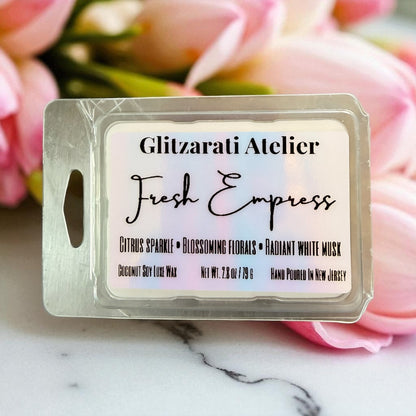 Glitzarati Atelier
Fresh Empress
Citrus sparkle • Blossoming florals • Radiant white musk
Coconut Soy Luxe Wax Net Wt. 2.8 oz / 79 g Hand Poured In New Jersey